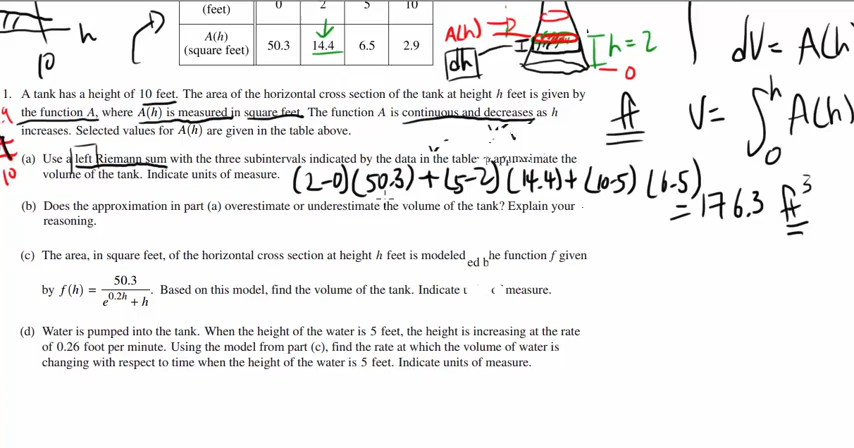 (feet) 0 2 5 10
A(h)
(square feet) 50.3 14.4 6.5 2.9
h
10
A(h)
dh
h = 2
0
dV = A(h
1. A tank has a height of 10 feet. The area of the horizontal cross section of the tank at height h feet is given by
the function A, where A(h) is measured in square feet. The function A is continuous and decreases as h
increases. Selected values for A(h) are given in the table above.
ft
V = ∫₀ʰ A(h)
10
(a) Use a left Riemann sum with the three subintervals indicated by the data in the table to approximate the
volume of the tank. Indicate units of measure.
(2-0)(50.3) + (5-2)(14.4) + (10-5)(6.5)
= 176.3 ft³
(b) Does the approximation in part (a) overestimate or underestimate the volume of the tank? Explain your
reasoning.
(c) The area, in square feet, of the horizontal cross section at height h feet is modeled ed b he function f given
by f(h) = 50.3 / (e^0.2h + h). Based on this model, find the volume of the tank. Indicate measure.
(d) Water is pumped into the tank. When the height of the water is 5 feet, the height is increasing at the rate
of 0.26 foot per minute. Using the model from part (c), find the rate at which the volume of water is
changing with respect to time when the height of the water is 5 feet. Indicate units of measure.